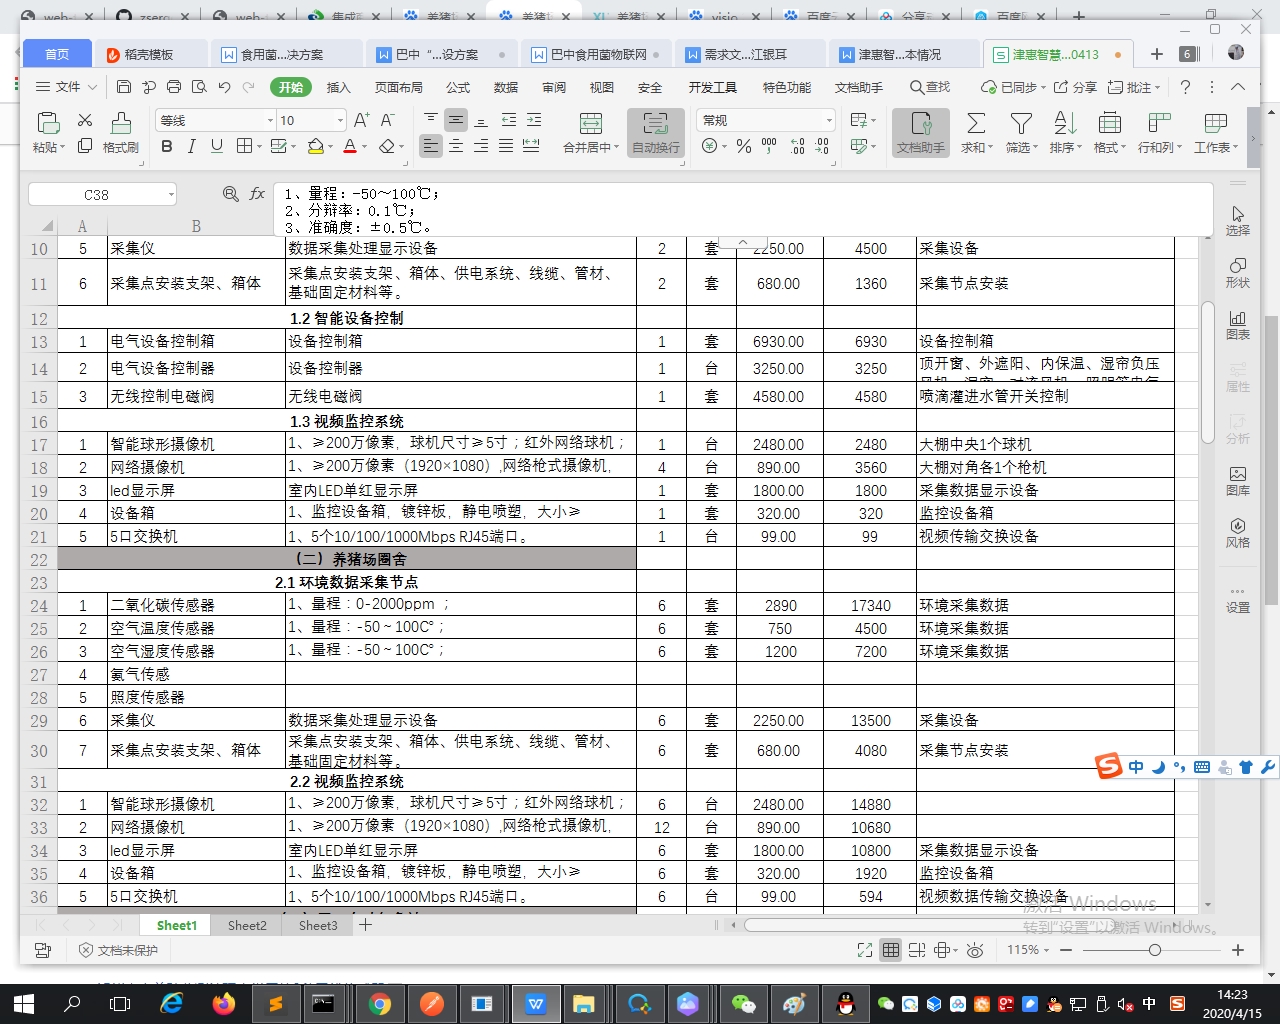 web-
zserg
web-
集成
养猪
养猪
养猪
visio
百度
分享
百度
首页
稻壳模板
食用菌...决方案
巴中“...设方案
巴中食用菌物联网
需求文...江银耳
津惠智...本情况
津惠智慧...0413
6
文件
开始
插入
页面布局
公式
数据
审阅
视图
安全
开发工具
特色功能
文档助手
查找
已同步
分享
批注
粘贴
格式刷
等线
10
合并居中
自动换行
常规
文档助手
求和
筛选
排序
格式
行和列
工作表
C38
fx
1、量程：-50～100℃；
2、分辩率：0.1℃；
3、准确度：±0.5℃。
A
B
10 5 采集仪 数据采集处理显示设备 2 套 2250.00 4500 采集设备
11 6 采集点安装支架、箱体 采集点安装支架、箱体、供电系统、线缆、管材、
基础固定材料等。 2 套 680.00 1360 采集节点安装
12 1.2 智能设备控制
13 1 电气设备控制箱 设备控制箱 1 套 6930.00 6930 设备控制箱
14 2 电气设备控制器 设备控制器 1 台 3250.00 3250 顶开窗、外遮阳、内保温、湿帘负压
15 3 无线控制电磁阀 无线电磁阀 1 套 4580.00 4580 喷滴灌进水管开关控制
16 1.3 视频监控系统
17 1 智能球形摄像机 1、≥200万像素，球机尺寸≥5寸；红外网络球机； 1 台 2480.00 2480 大棚中央1个球机
18 2 网络摄像机 1、≥200万像素（1920×1080）,网络枪式摄像机， 4 台 890.00 3560 大棚对角各1个枪机
19 3 led显示屏 室内LED单红显示屏 1 套 1800.00 1800 采集数据显示设备
20 4 设备箱 1、监控设备箱，镀锌板，静电喷塑，大小≥ 1 套 320.00 320 监控设备箱
21 5 5口交换机 1、5个10/100/1000Mbps RJ45端口。 1 台 99.00 99 视频传输交换设备
22 （二）养猪场圈舍
23 2.1 环境数据采集节点
24 1 二氧化碳传感器 1、量程：0-2000ppm ； 6 套 2890 17340 环境采集数据
25 2 空气温度传感器 1、量程：-50～100C°； 6 套 750 4500 环境采集数据
26 3 空气湿度传感器 1、量程：-50～100C°； 6 套 1200 7200 环境采集数据
27 4 氨气传感
28 5 照度传感器
29 6 采集仪 数据采集处理显示设备 6 套 2250.00 13500 采集设备
30 7 采集点安装支架、箱体 采集点安装支架、箱体、供电系统、线缆、管材、
基础固定材料等。 6 套 680.00 4080 采集节点安装
31 2.2 视频监控系统
32 1 智能球形摄像机 1、≥200万像素，球机尺寸≥5寸；红外网络球机； 6 台 2480.00 14880
33 2 网络摄像机 1、≥200万像素（1920×1080）,网络枪式摄像机， 12 台 890.00 10680
34 3 led显示屏 室内LED单红显示屏 6 套 1800.00 10800 采集数据显示设备
35 4 设备箱 1、监控设备箱，镀锌板，静电喷塑，大小≥ 6 套 320.00 1920 监控设备箱
36 5 5口交换机 1、5个10/100/1000Mbps RJ45端口。 6 台 99.00 594 视频数据传输交换设备
选择
形状
图表
属性
分析
图库
风格
设置
中
激活 Windows
转到“设置”以激活 Windows。
Sheet1
Sheet2
Sheet3
文档未保护
115%
中
14:23
2020/4/15